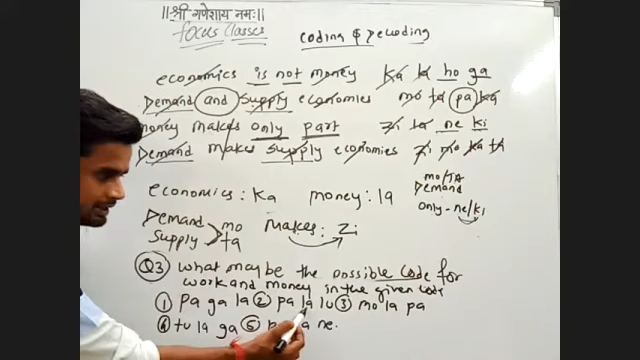 ॥श्री गणेशाय नमः॥
focus classes
Coding & Decoding
economics is not money ka la ho ga
Demand and supply economies mo ta pa ka
money makes only part zi la ne ki
Demand makes supply economies zi mo ka ta
economics : ka money : la mo/TA Demand
only - ne/ki
Demand Supply > mo ta makes : zi
Q3 what may be the possible code for
work and money in the given code
① pa ga la ② pa la lu ③ mo la pa
④ tu la ga ⑤ ne.